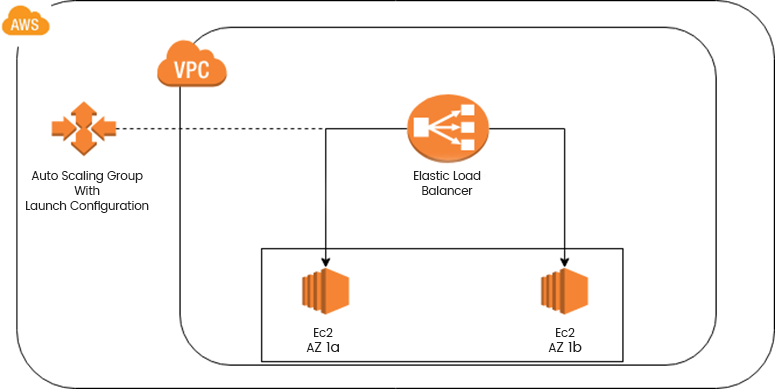 AWS
VPC
Auto Scaling Group
With
Launch Configuration
Elastic Load
Balancer
Ec2
AZ 1a
Ec2
AZ 1b